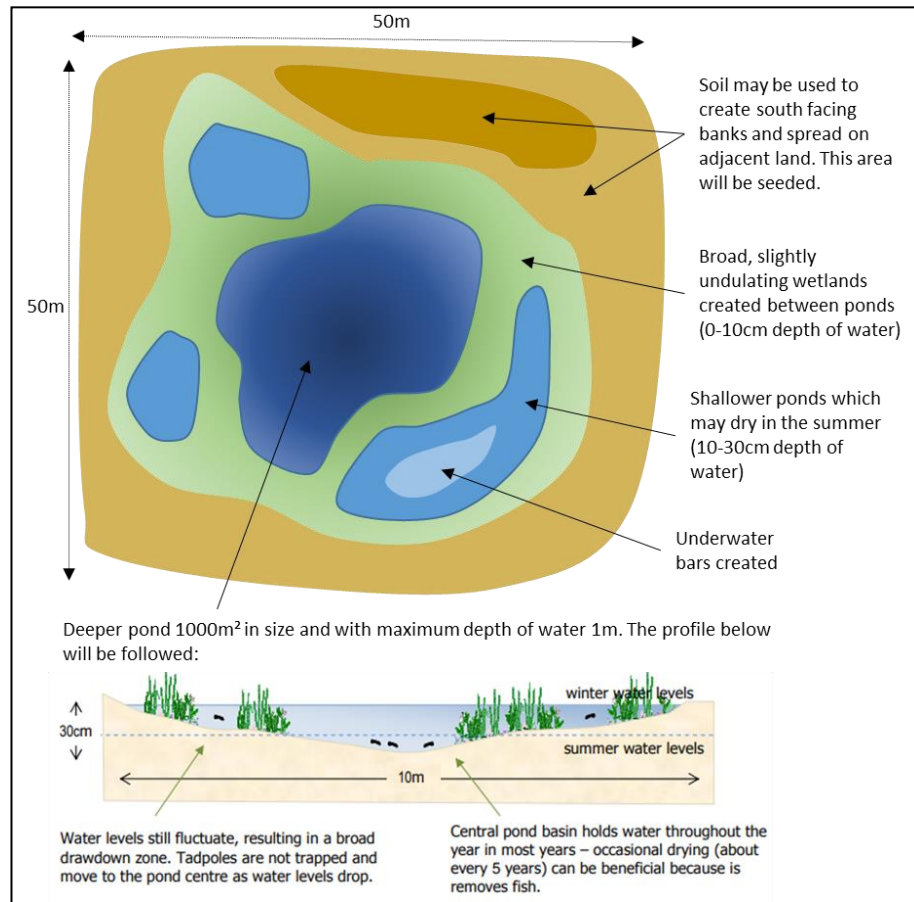 50m
50m
Soil may be used to
create south facing
banks and spread on
adjacent land. This area
will be seeded.
Broad, slightly
undulating wetlands
created between ponds
(0-10cm depth of water)
Shallower ponds which
may dry in the summer
(10-30cm depth of
water)
Underwater
bars created
Deeper pond 1000m² in size and with maximum depth of water 1m. The profile below
will be followed:
winter water levels
30cm
summer water levels
10m
Water levels still fluctuate, resulting in a broad
drawdown zone. Tadpoles are not trapped and
move to the pond centre as water levels drop.
Central pond basin holds water throughout the
year in most years – occasional drying (about
every 5 years) can be beneficial because is
removes fish.